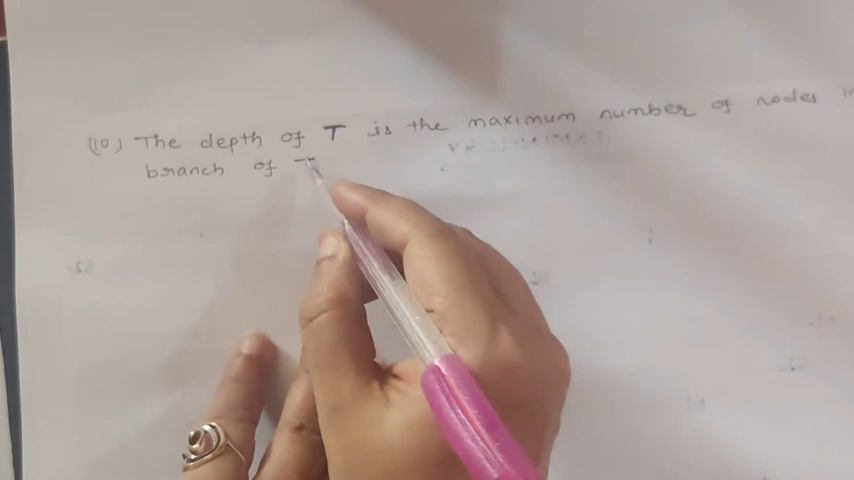 (10) The depth of T is the maximum number of nodes in
branch of T